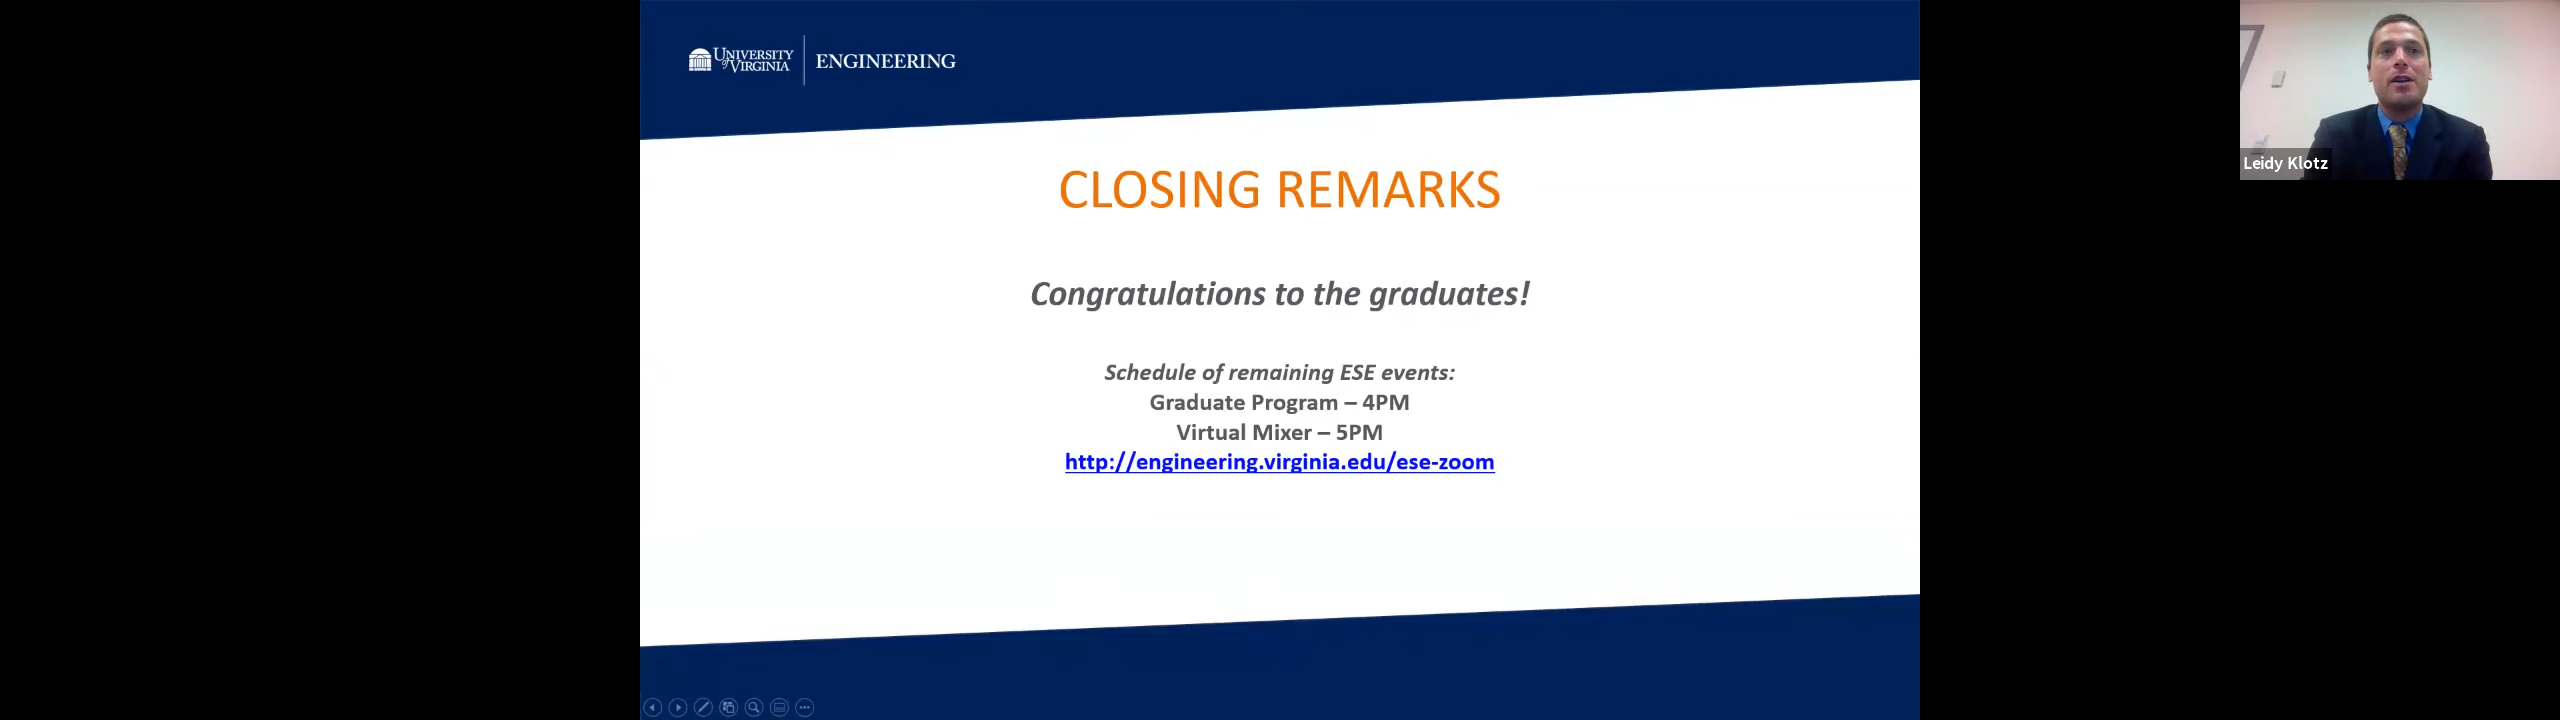 UNIVERSITY of VIRGINIA
ENGINEERING
CLOSING REMARKS
Congratulations to the graduates!
Schedule of remaining ESE events:
Graduate Program – 4PM
Virtual Mixer – 5PM
http://engineering.virginia.edu/ese-zoom
Leidy Klotz